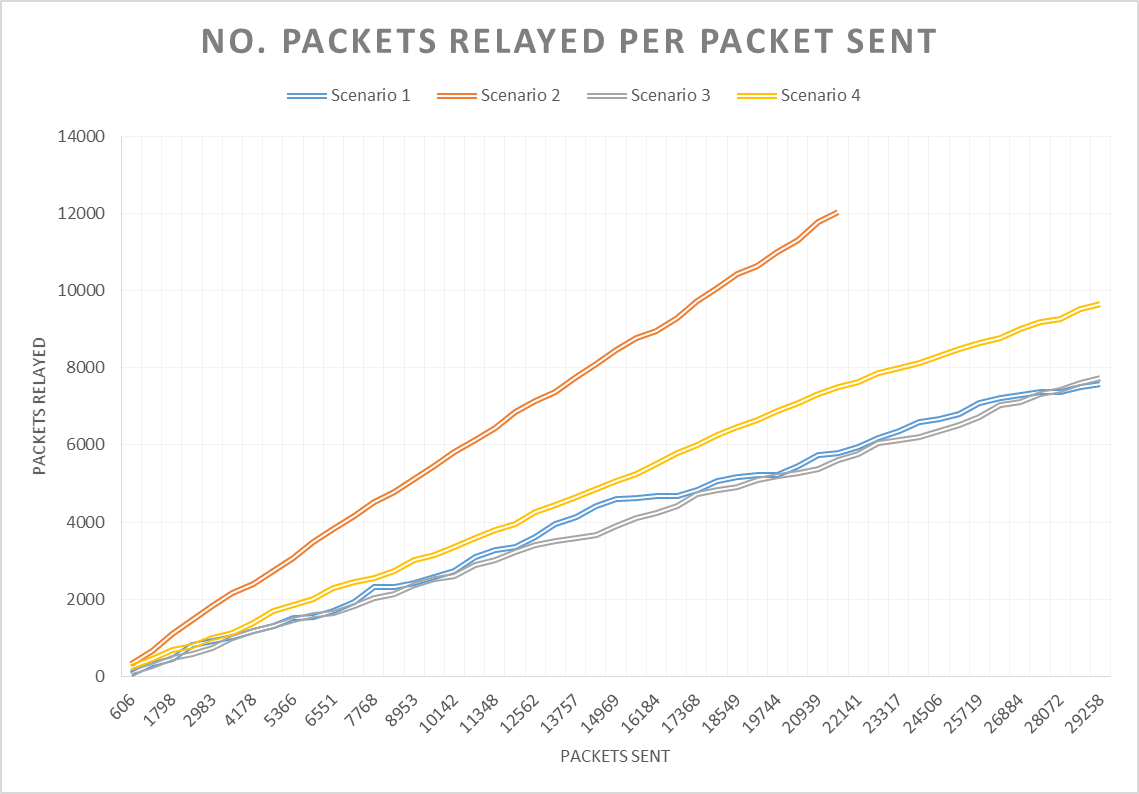 NO. PACKETS RELAYED PER PACKET SENT
Scenario 1 Scenario 2 Scenario 3 Scenario 4
14000
12000
10000
8000
6000
4000
2000
0
PACKETS RELAYED
606 1798 2983 4178 5366 6551 7768 8953 10142 11348 12562 13757 14969 16184 17368 18549 19744 20939 22141 23317 24506 25719 26884 28072 29258
PACKETS SENT